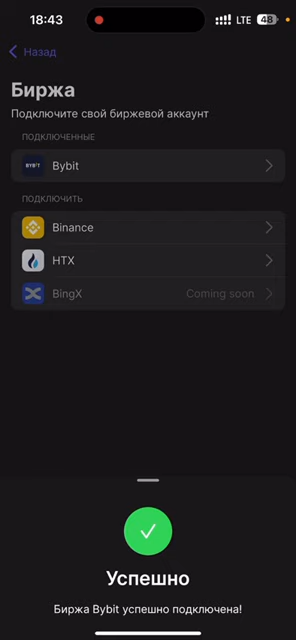 18:43
LTE 48
Назад
Биржа
Подключите свой биржевой аккаунт
ПОДКЛЮЧЕННЫЕ
BYBIT Bybit
ПОДКЛЮЧИТЬ
Binance
HTX
BingX Coming soon
Успешно
Биржа Bybit успешно подключена!